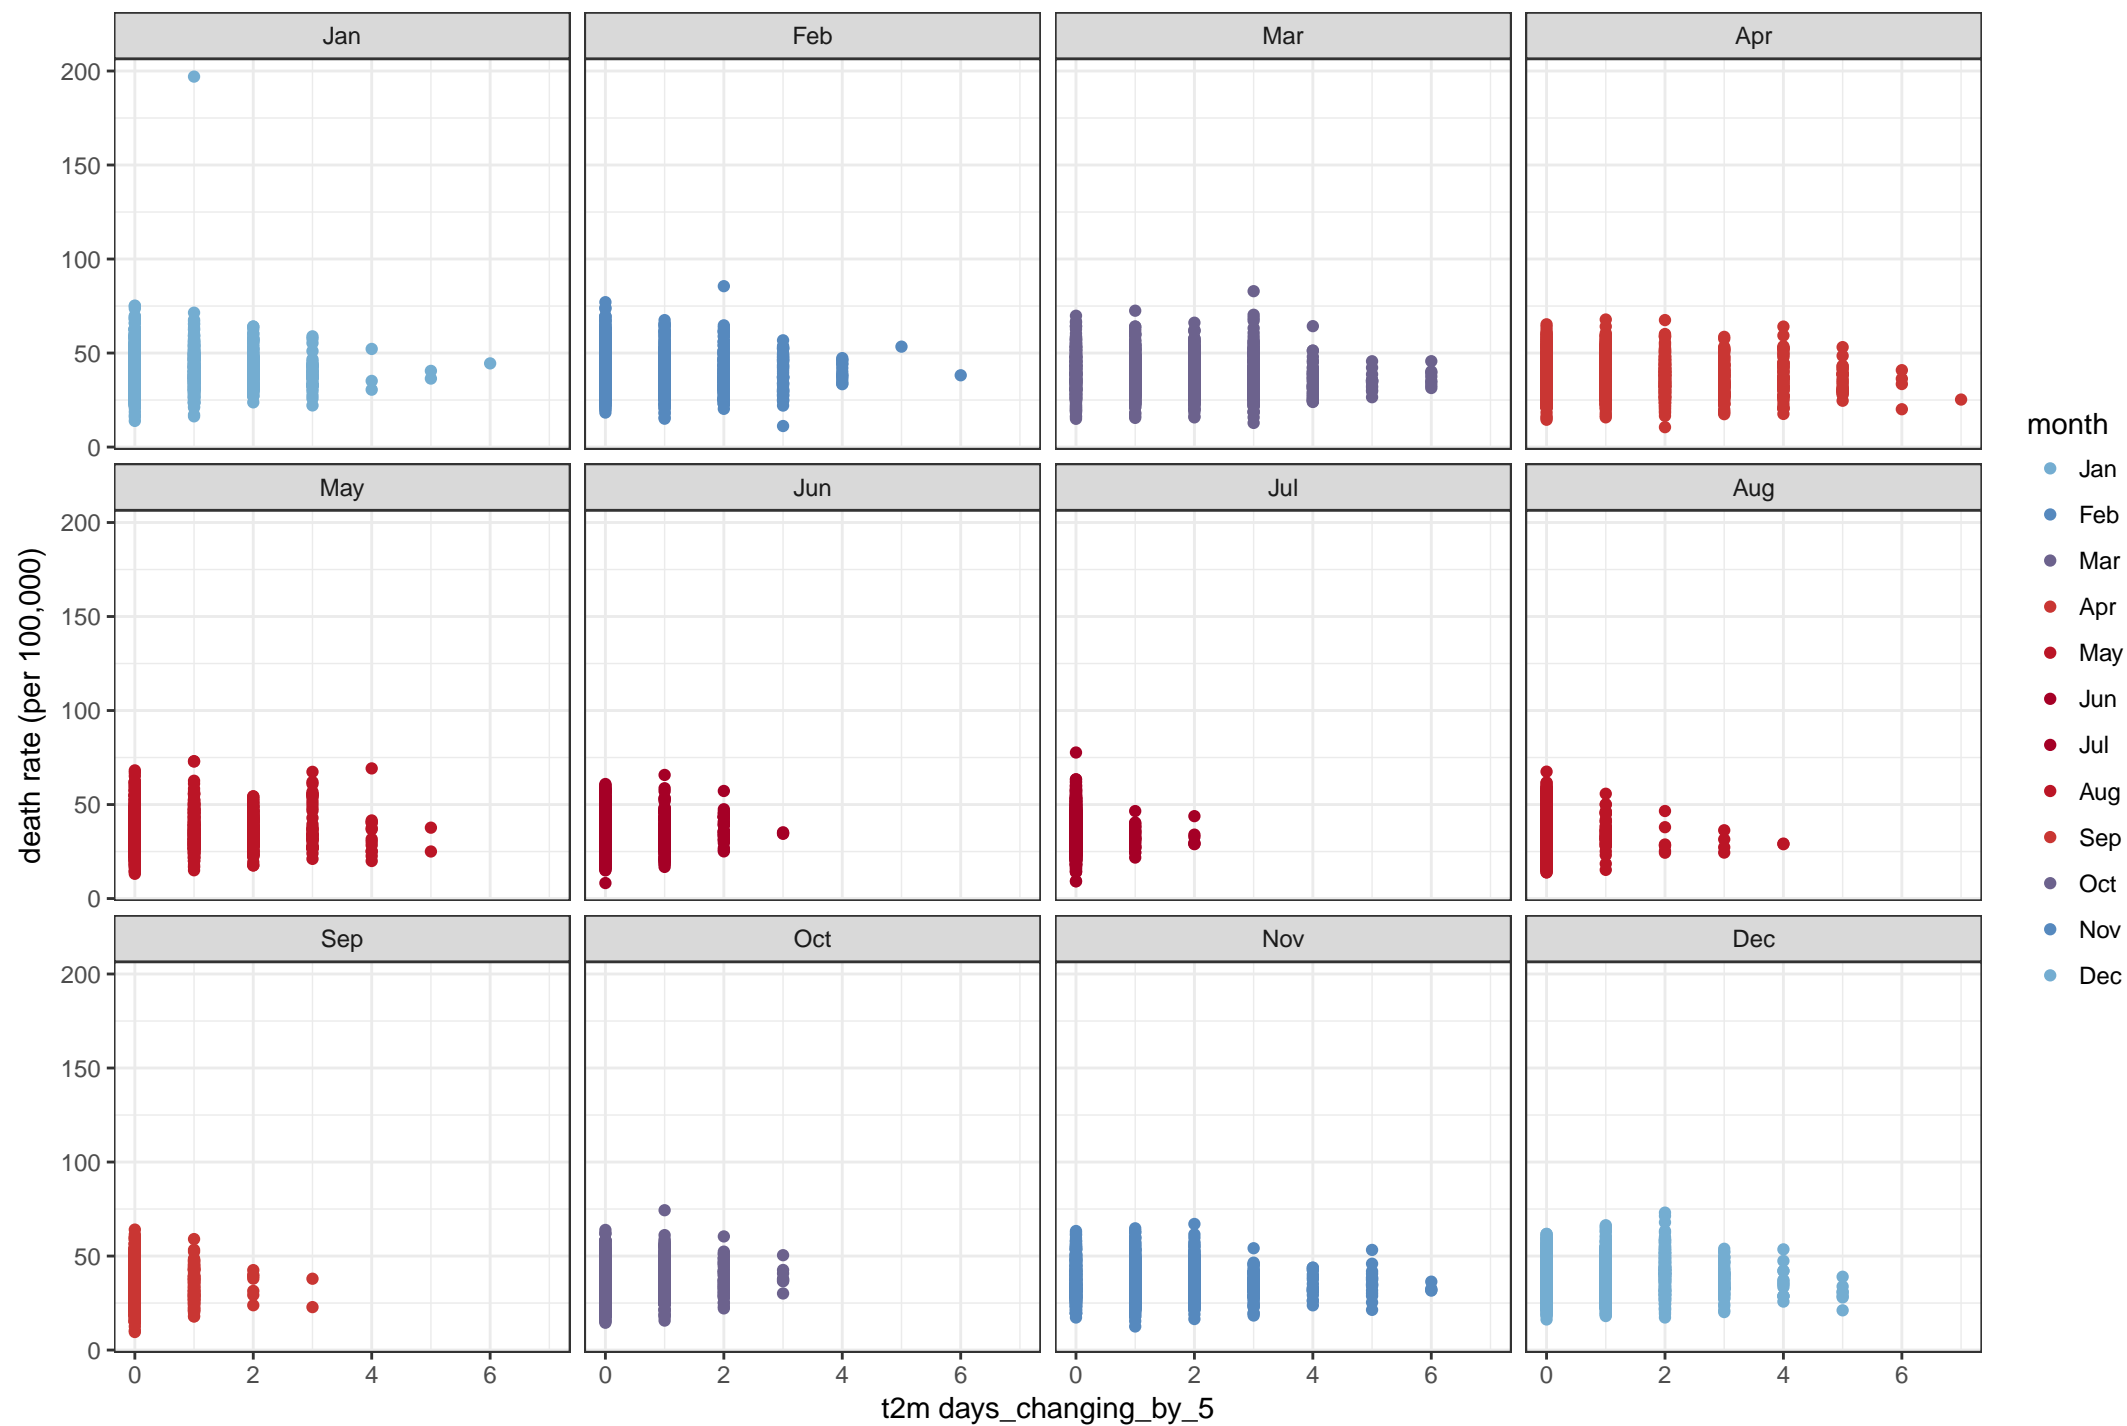 Jan Feb Mar Apr
200
150
100
50
0
May Jun Jul Aug
200
150
100
50
0
Sep Oct Nov Dec
200
150
100
50
0
0 2 4 6 0 2 4 6 0 2 4 6 0 2 4 6
t2m days_changing_by_5
death rate (per 100,000)
month
Jan
Feb
Mar
Apr
May
Jun
Jul
Aug
Sep
Oct
Nov
Dec